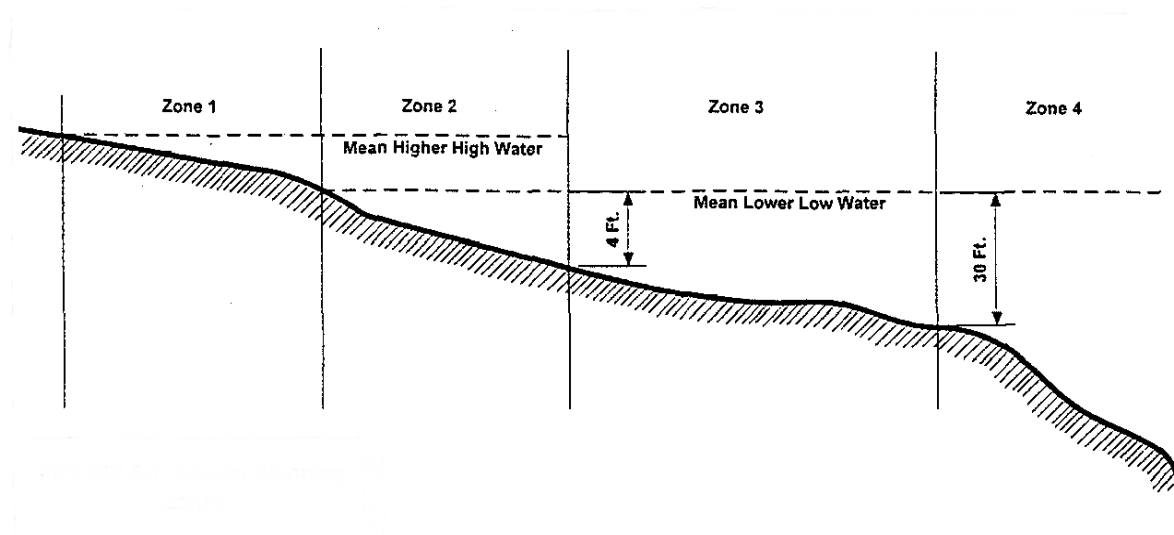 Zone 1
Zone 2
Zone 3
Zone 4
Mean Higher High Water
Mean Lower Low Water
4 Ft.
30 Ft.